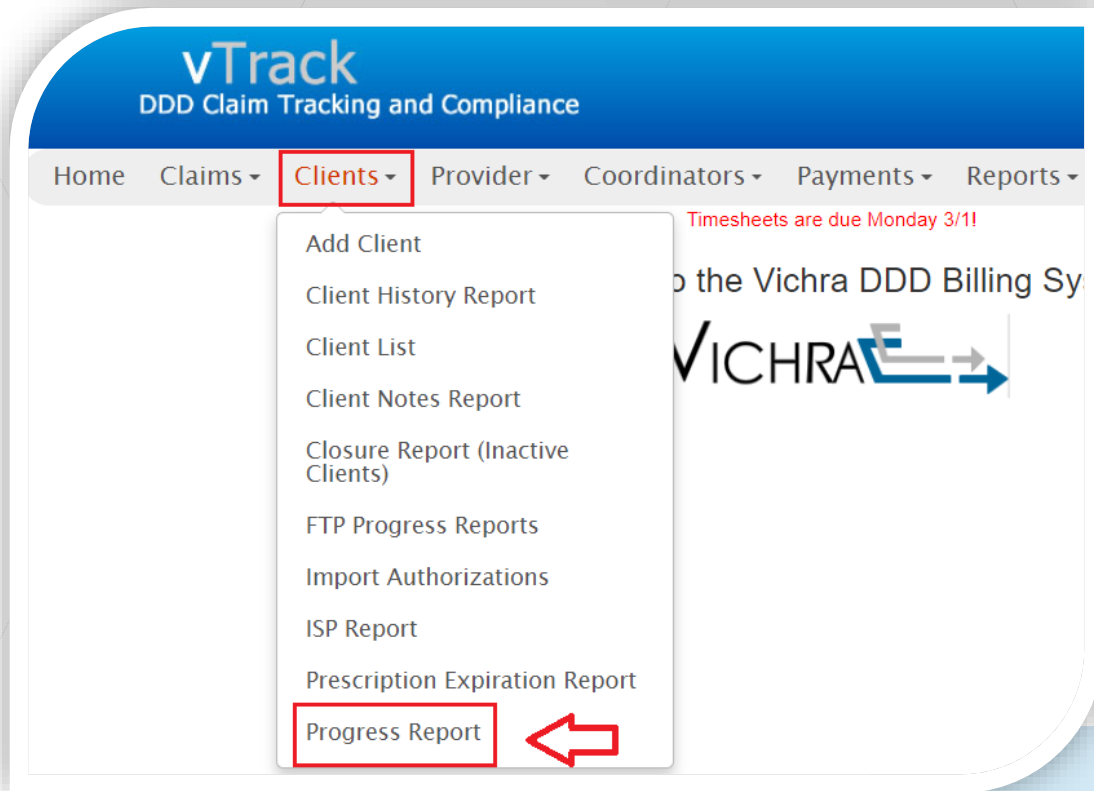 vTrack
DDD Claim Tracking and Compliance
Home Claims Clients Provider Coordinators Payments Reports
Timesheets are due Monday 3/1!
Add Client
o the Vichra DDD Billing Sy
Client History Report
Client List
VICHRA
Client Notes Report
Closure Report (Inactive
Clients)
FTP Progress Reports
Import Authorizations
ISP Report
Prescription Expiration Report
Progress Report